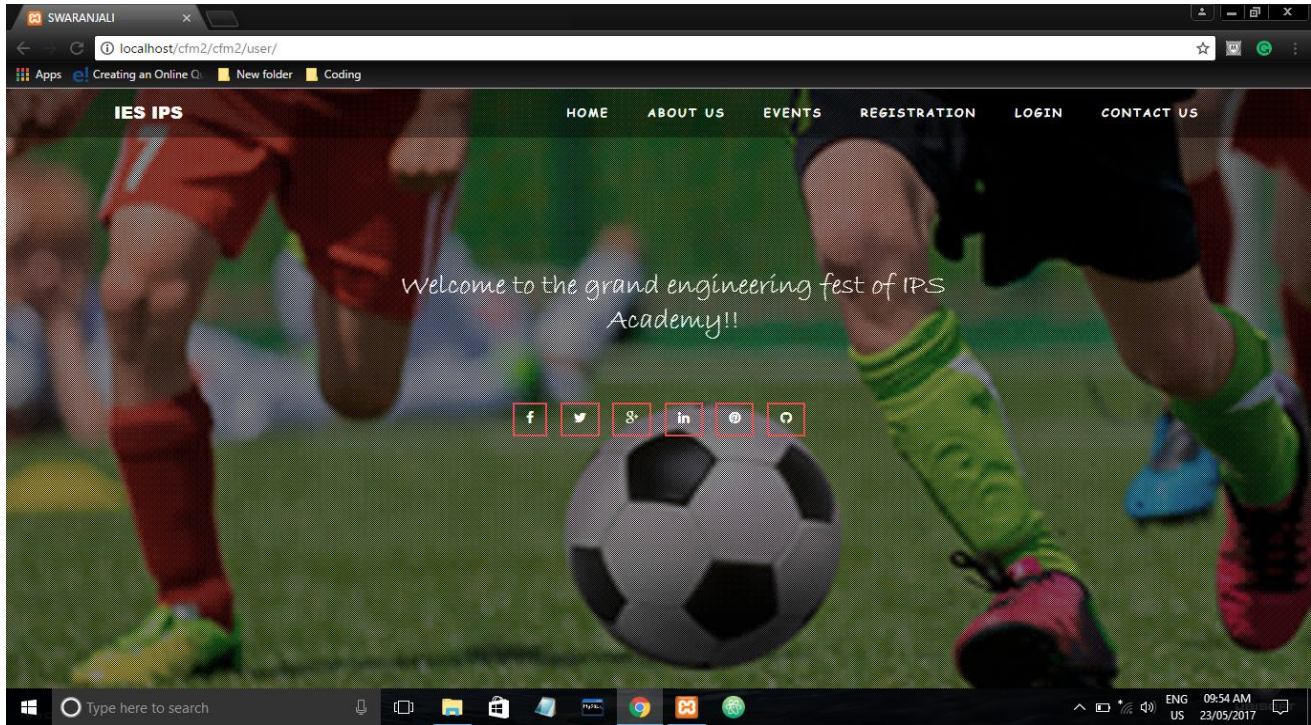 SWARANJALI
localhost/cfm2/cfm2/user/
Apps Creating an Online Qu New folder Coding
IES IPS HOME ABOUT US EVENTS REGISTRATION LOGIN CONTACT US
Welcome to the grand engineering fest of IPS
Academy!!
Type here to search
ENG 09:54 AM
US 23/05/2017